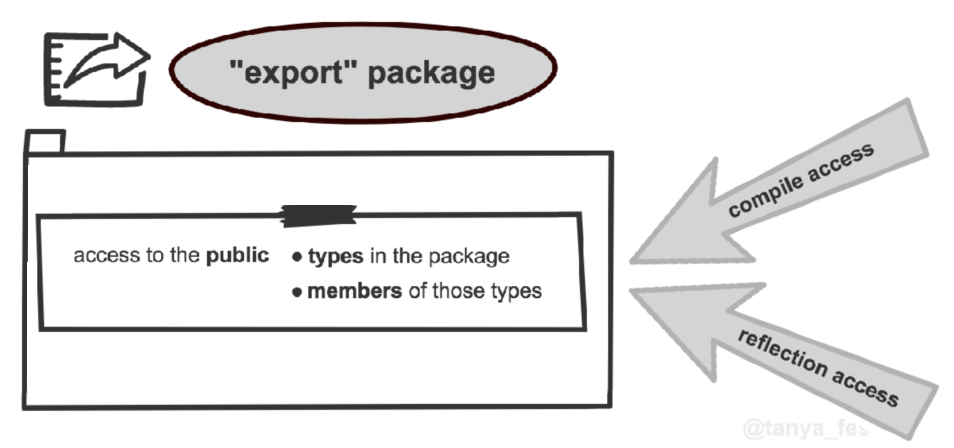 "export" package
compile access
access to the public • types in the package
• members of those types
reflection access